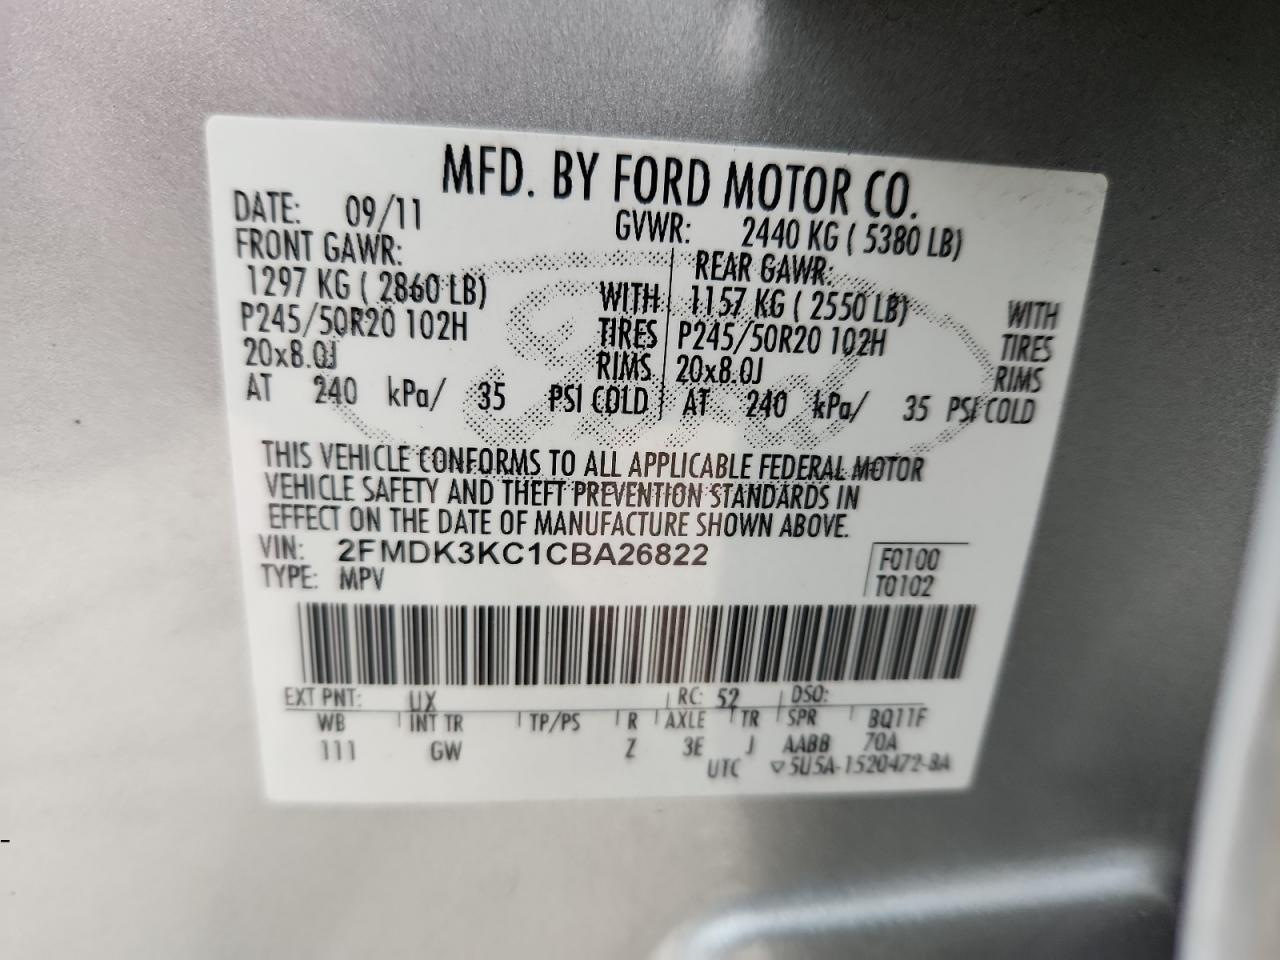 MFD. BY FORD MOTOR CO.
DATE: 09/11 GVWR: 2440 KG ( 5380 LB)
FRONT GAWR: REAR GAWR:
1297 KG ( 2860 LB) WITH 1157 KG ( 2550 LB) WITH
P245/50R20 102H TIRES P245/50R20 102H TIRES
20x8.0J RIMS 20x8.0J RIMS
AT 240 kPa/ 35 PSI COLD AT 240 kPa/ 35 PSI COLD
THIS VEHICLE CONFORMS TO ALL APPLICABLE FEDERAL MOTOR
VEHICLE SAFETY AND THEFT PREVENTION STANDARDS IN
EFFECT ON THE DATE OF MANUFACTURE SHOWN ABOVE.
VIN: 2FMDK3KC1CBA26822 F0100
TYPE: MPV T0102
EXT PNT: UX RC: 52 DSO:
WB INT TR TP/PS R AXLE TR SPR BQ11F
111 GW Z 3E J AABB 70A
UTC ▽5U5A-1520472-BA